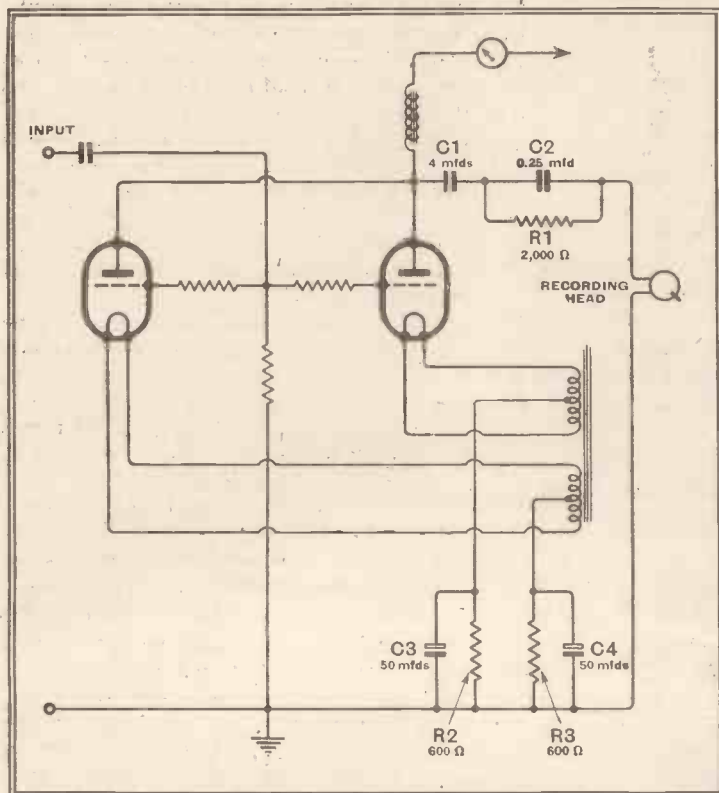 INPUT
C1
4 mfds
C2
0.25 mfd
R1
2,000 Ω
RECORDING
HEAD
C3
50 mfds
C4
50 mfds
R2
600 Ω
R3
600 Ω